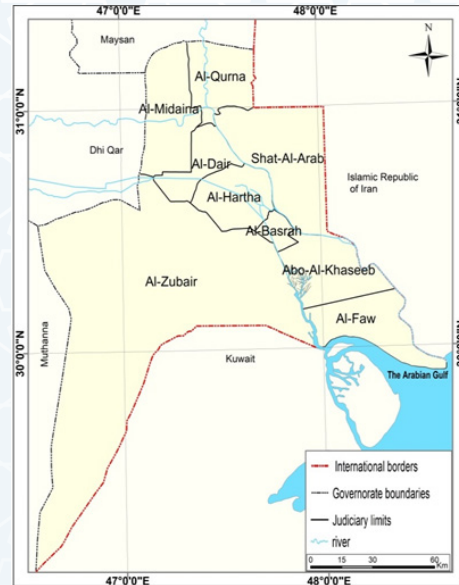 47°0'0"E
48°0'0"E
N
Maysan
Al-Qurna
31°0'0"N
Al-Midaina
Dhi Qar
Al-Dair
Shat-Al-Arab
Islamic Republic
of Iran
Al-Hartha
Al-Basrah
Al-Zubair
Abo-Al-Khaseeb
Al-Faw
30°0'0"N
Muthanna
Kuwait
The Arabian Gulf
International borders
Governorate boundaries
Judiciary limits
river
0 15 30 60
Km
47°0'0"E
48°0'0"E